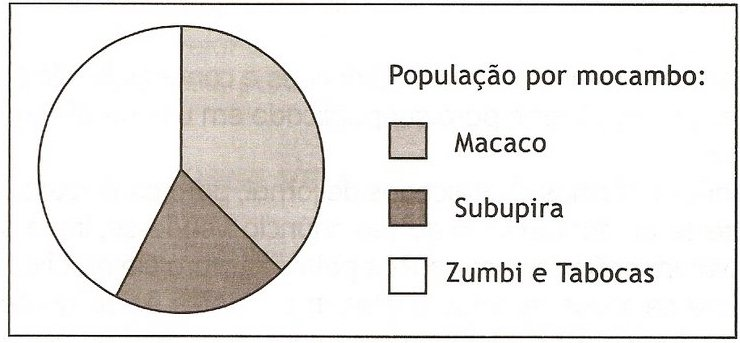 População por mocambo:
Macaco
Subupira
Zumbi e Tabocas